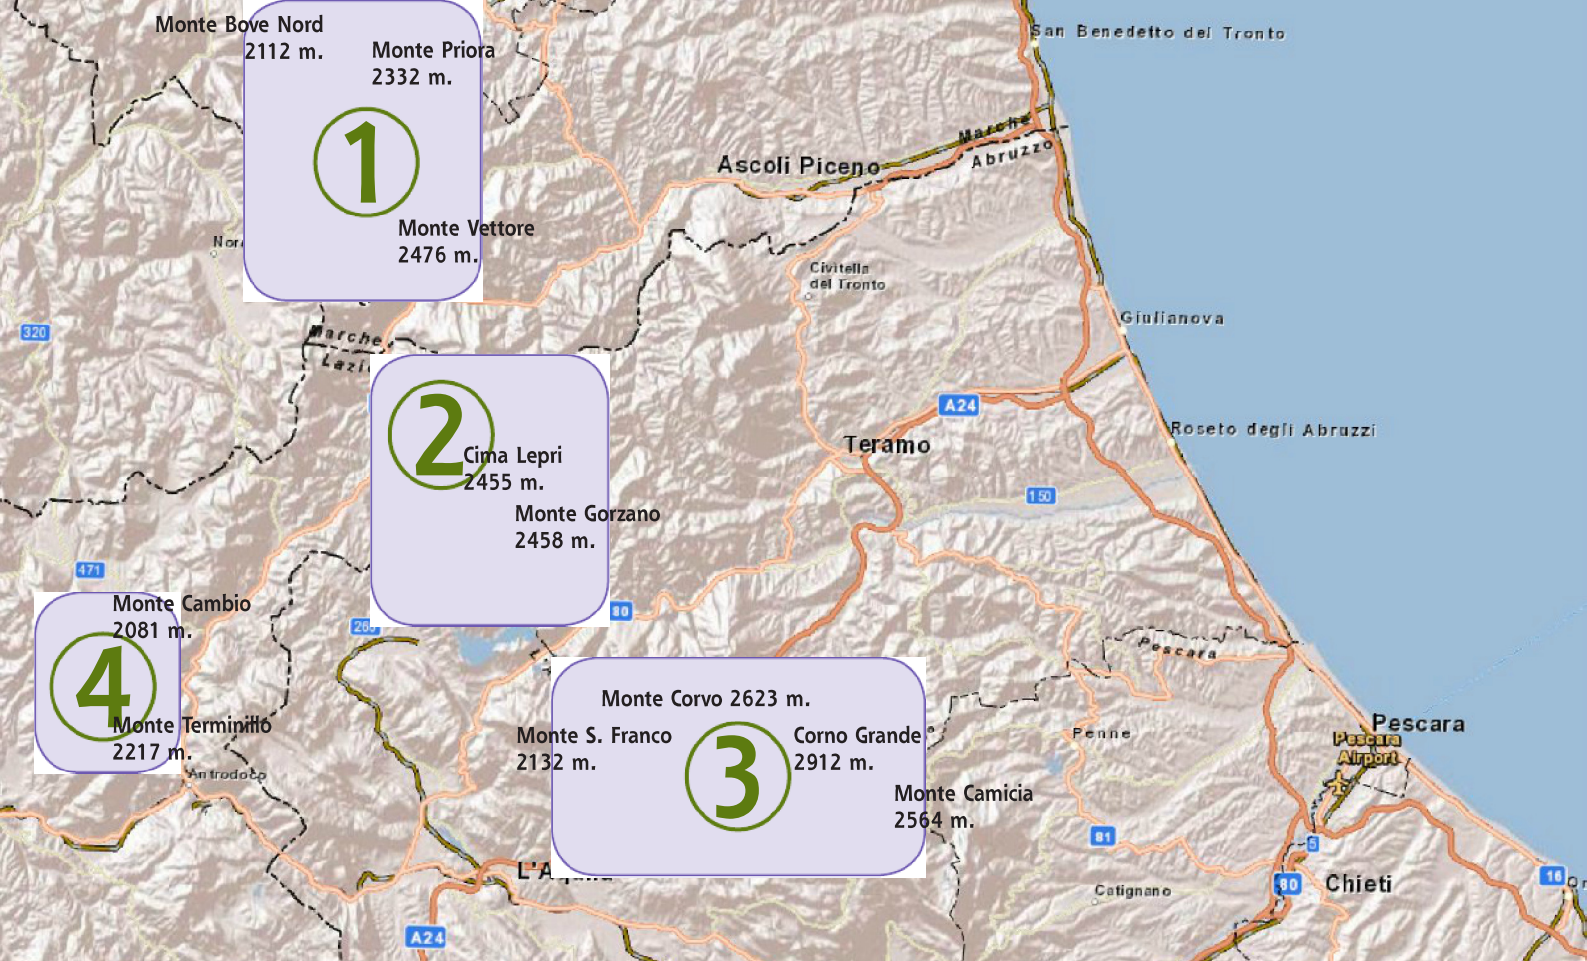 Monte Bove Nord
2112 m.
Monte Priora
2332 m.
San Benedetto del Tronto
1
Marche
Abruzzo
Ascoli Piceno
Monte Vettore
2476 m.
Civitella
del Tronto
320
Marche
Giulianova
2
A24
Roseto degli Abruzzi
Teramo
Cima Lepri
2455 m.
150
Monte Gorzano
2458 m.
471
Monte Cambio
2081 m.
80
Pescara
4
Monte Corvo 2623 m.
Monte Terminillo
2217 m.
Monte S. Franco
2132 m.
3
Corno Grande
2912 m.
Penne
Pescara
Pescara
Airport
Antrodoco
Monte Camicia
2564 m.
81
5
L'Aquila
80
Chieti
16
Catignano
A24